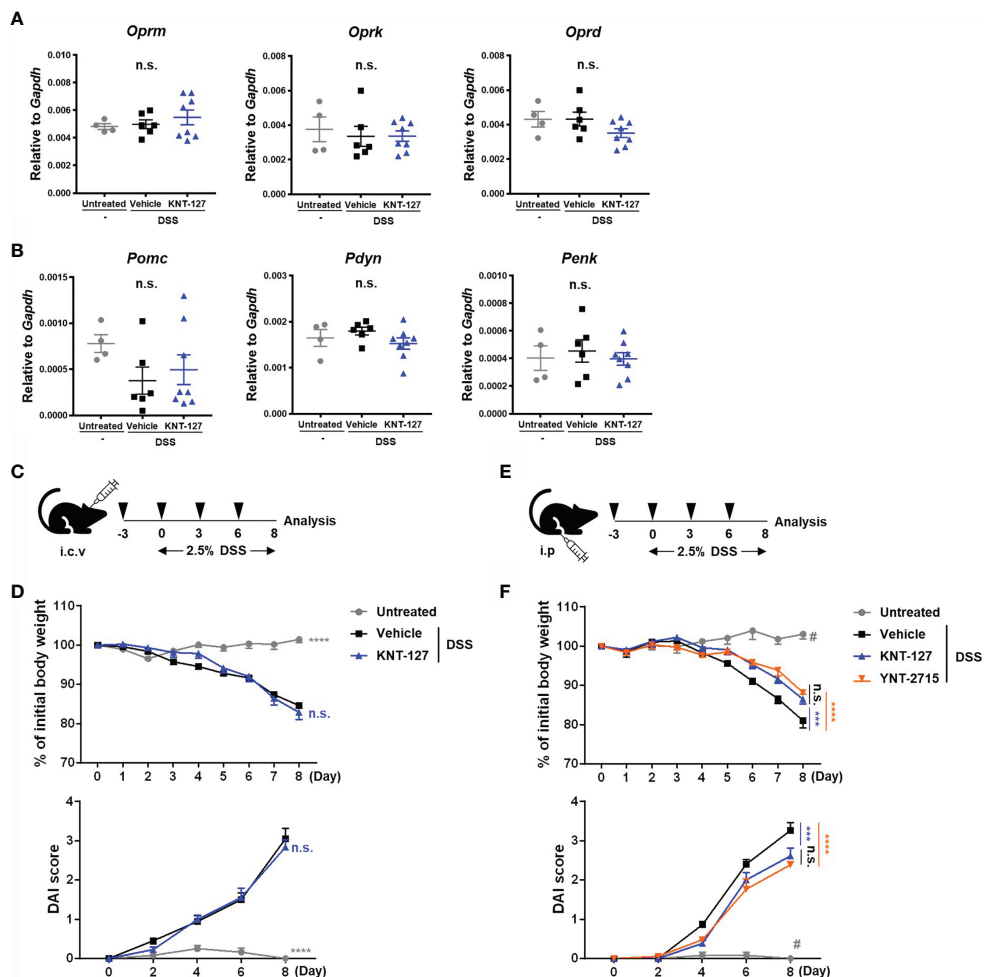 A
Oprm
Oprk
Oprd
Relative to Gapdh
0.010
0.008
0.006
0.004
0.002
0.000
n.s.
Untreated Vehicle KNT-127
- DSS
Relative to Gapdh
0.008
0.006
0.004
0.002
0.000
n.s.
Untreated Vehicle KNT-127
- DSS
Relative to Gapdh
0.008
0.006
0.004
0.002
0.000
n.s.
Untreated Vehicle KNT-127
- DSS
B
Pomc
Pdyn
Penk
Relative to Gapdh
0.0015
0.0010
0.0005
0.0000
n.s.
Untreated Vehicle KNT-127
- DSS
Relative to Gapdh
0.003
0.002
0.001
0.000
n.s.
Untreated Vehicle KNT-127
- DSS
Relative to Gapdh
0.0010
0.0008
0.0006
0.0004
0.0002
0.0000
n.s.
Untreated Vehicle KNT-127
- DSS
C
i.c.v
-3 0 3 6 8
Analysis
2.5% DSS
E
i.p
-3 0 3 6 8
Analysis
2.5% DSS
D
% of initial body weight
110
100
90
80
70
0 1 2 3 4 5 6 7 8 (Day)
****
n.s.
Untreated
Vehicle
KNT-127
DSS
DAI score
4
3
2
1
0
0 2 4 6 8 (Day)
n.s.
****
F
% of initial body weight
110
100
90
80
70
0 1 2 3 4 5 6 7 8 (Day)
#
n.s.
***
****
Untreated
Vehicle
KNT-127
YNT-2715
DSS
DAI score
4
3
2
1
0
0 2 4 6 8 (Day)
***
n.s.
****
#